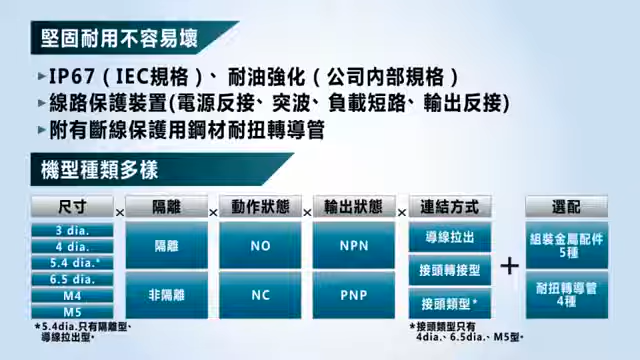 堅固耐用不容易壞
▸IP67（IEC規格）、耐油強化（公司內部規格）
▸線路保護裝置(電源反接、突波、負載短路、輸出反接)
▸附有斷線保護用鋼材耐扭轉導管
機型種類多樣
尺寸 × 隔離 × 動作狀態 × 輸出狀態 × 連結方式 選配
3 dia.
4 dia.
5.4 dia.*
6.5 dia.
M4
M5
隔離
非隔離
NO
NC
NPN
PNP
導線拉出
接頭轉接型
接頭類型*
+
組裝金屬配件
5種
耐扭轉導管
4種
*5.4dia.只有隔離型、
導線拉出型。
*接頭類型只有
4dia.、6.5dia.、M5型。